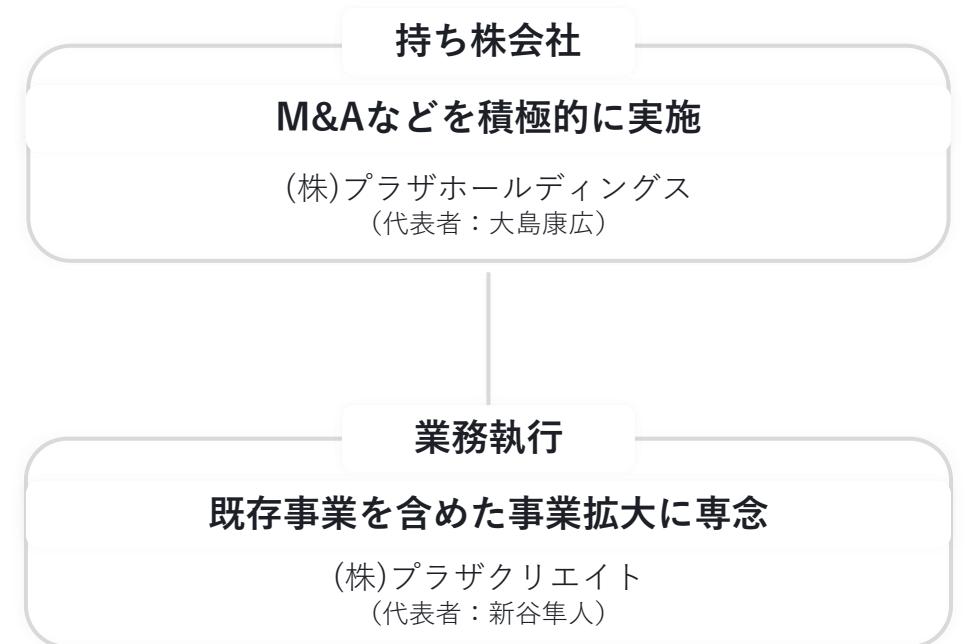 持ち株会社
M&Aなどを積極的に実施
(株)プラザホールディングス
（代表者：大島康広）
業務執行
既存事業を含めた事業拡大に専念
(株)プラザクリエイト
（代表者：新谷隼人）